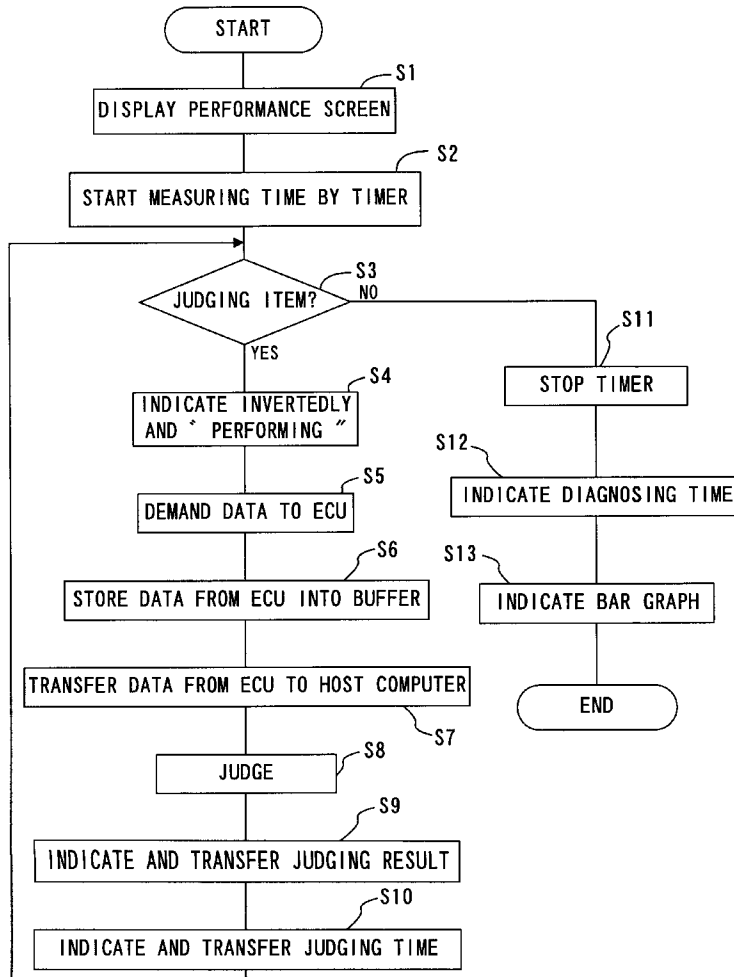 START
S1
DISPLAY PERFORMANCE SCREEN
S2
START MEASURING TIME BY TIMER
S3
JUDGING ITEM?
NO
YES
S4
INDICATE INVERTEDLY
AND " PERFORMING "
S5
DEMAND DATA TO ECU
S6
STORE DATA FROM ECU INTO BUFFER
TRANSFER DATA FROM ECU TO HOST COMPUTER
S7
S8
JUDGE
S9
INDICATE AND TRANSFER JUDGING RESULT
S10
INDICATE AND TRANSFER JUDGING TIME
S11
STOP TIMER
S12
INDICATE DIAGNOSING TIME
S13
INDICATE BAR GRAPH
END